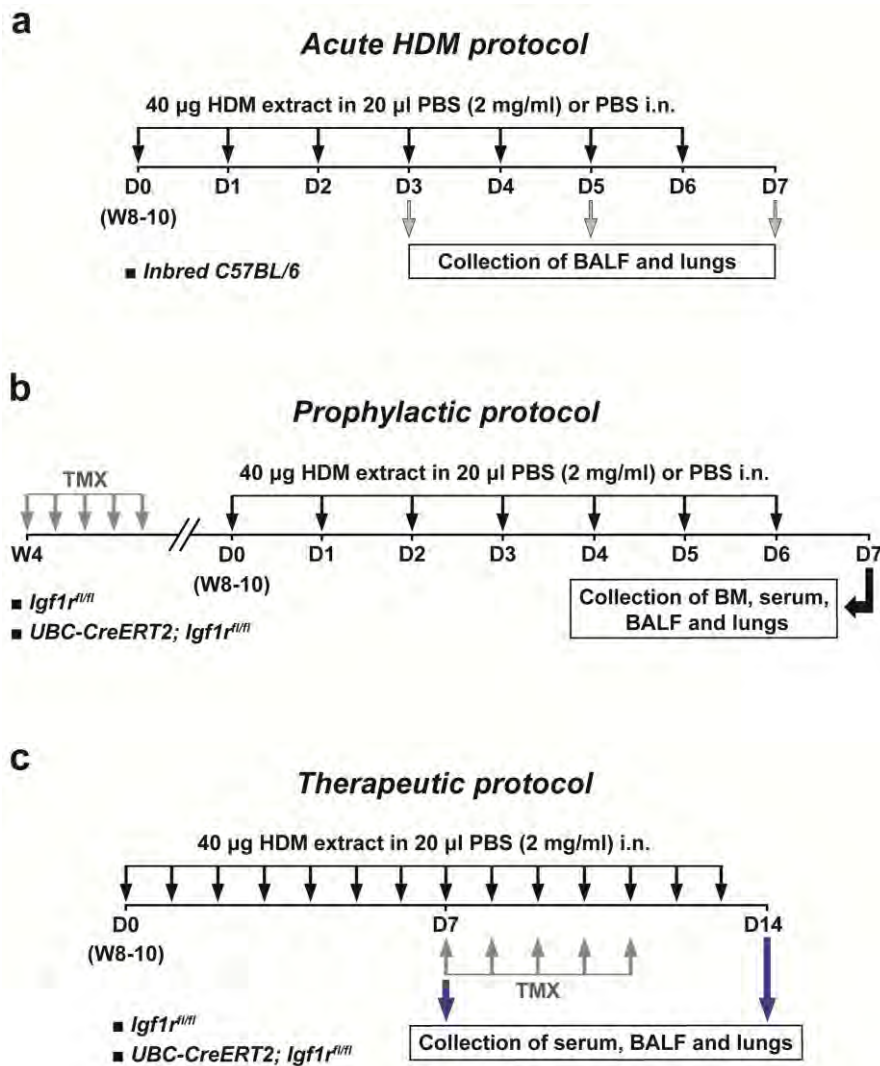 a
Acute HDM protocol
40 µg HDM extract in 20 µl PBS (2 mg/ml) or PBS i.n.
D0 D1 D2 D3 D4 D5 D6 D7
(W8-10)
■ Inbred C57BL/6
Collection of BALF and lungs
b
Prophylactic protocol
TMX
40 µg HDM extract in 20 µl PBS (2 mg/ml) or PBS i.n.
W4 D0 D1 D2 D3 D4 D5 D6 D7
(W8-10)
■ Igf1rfl/fl
■ UBC-CreERT2; Igf1rfl/fl
Collection of BM, serum,
BALF and lungs
c
Therapeutic protocol
40 µg HDM extract in 20 µl PBS (2 mg/ml) i.n.
D0 D7 D14
(W8-10)
TMX
■ Igf1rfl/fl
■ UBC-CreERT2; Igf1rfl/fl
Collection of serum, BALF and lungs